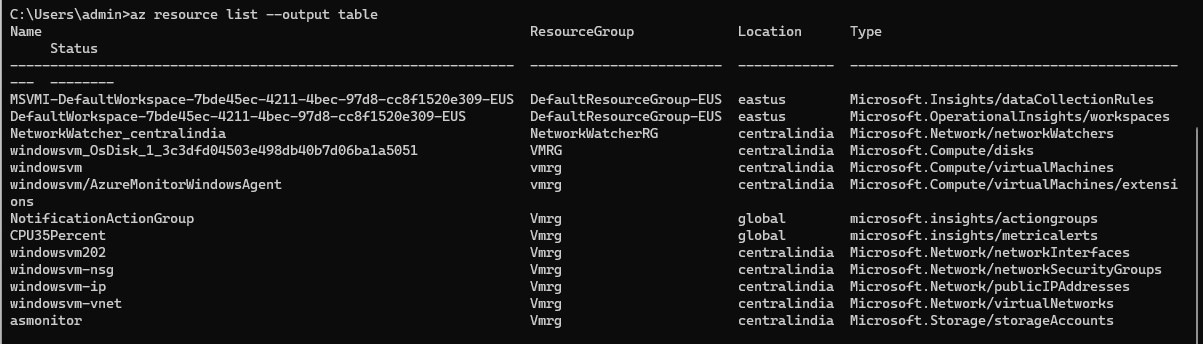 C:\Users\admin>az resource list --output table
Name                                                           ResourceGroup             Location      Type
     Status
---------------------------------------------------------------  ------------------------  ------------  -----------------------------------------
---  --------
MSVMI-DefaultWorkspace-7bde45ec-4211-4bec-97d8-cc8f1520e309-EUS  DefaultResourceGroup-EUS  eastus        Microsoft.Insights/dataCollectionRules
DefaultWorkspace-7bde45ec-4211-4bec-97d8-cc8f1520e309-EUS        DefaultResourceGroup-EUS  eastus        Microsoft.OperationalInsights/workspaces
NetworkWatcher_centralindia                                      NetworkWatcherRG          centralindia  Microsoft.Network/networkWatchers
windowsvm_OsDisk_1_3c3dfd04503e498db40b7d06ba1a5051              VMRG                      centralindia  Microsoft.Compute/disks
windowsvm                                                        vmrg                      centralindia  Microsoft.Compute/virtualMachines
windowsvm/AzureMonitorWindowsAgent                               vmrg                      centralindia  Microsoft.Compute/virtualMachines/extensi
ons
NotificationActionGroup                                          Vmrg                      global        microsoft.insights/actiongroups
CPU35Percent                                                     Vmrg                      global        microsoft.insights/metricalerts
windowsvm202                                                     Vmrg                      centralindia  Microsoft.Network/networkInterfaces
windowsvm-nsg                                                    Vmrg                      centralindia  Microsoft.Network/networkSecurityGroups
windowsvm-ip                                                     Vmrg                      centralindia  Microsoft.Network/publicIPAddresses
windowsvm-vnet                                                   Vmrg                      centralindia  Microsoft.Network/virtualNetworks
asmonitor                                                        Vmrg                      centralindia  Microsoft.Storage/storageAccounts